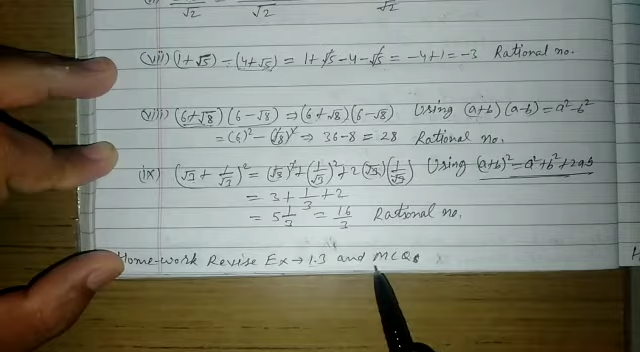 √2 √2 √2
(vii) (1+√5) - (4+√5) = 1+√5-4-√5 = -4+1 = -3 Rational no.
(viii) (6+√8)(6-√8) ⇒ (6+√8)(6-√8) Using (a+b)(a-b) = a²-b²
= (6)² - (√8)² ⇒ 36-8 = 28 Rational no.
(ix) (√3 + 1/√3)² = (√3)² + (1/√3)² + 2(√3)(1/√3) Using (a+b)² = a²+b²+2ab
= 3 + 1/3 + 2
= 5 1/3 = 16/3 Rational no.
Home-work Revise Ex → 1.3 and MCQs